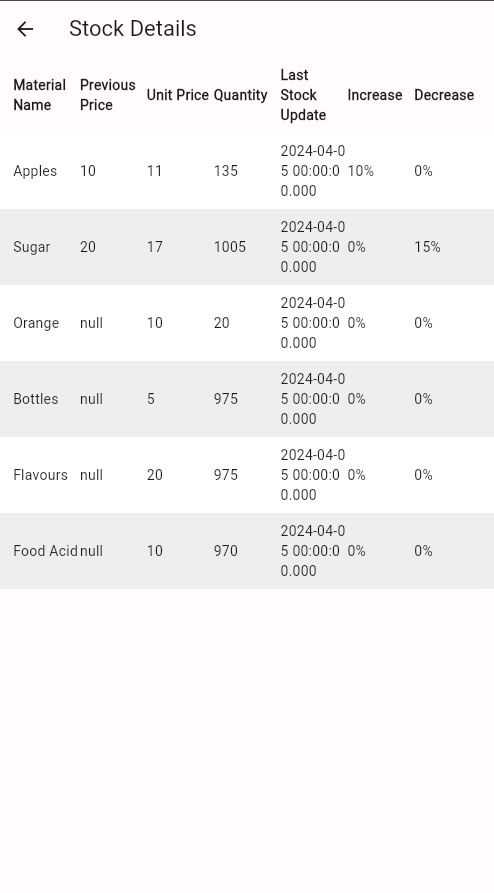 Stock Details
Material Name Previous Price Unit Price Quantity Last Stock Update Increase Decrease
Apples 10 11 135 2024-04-05 00:00:00.000 10% 0%
Sugar 20 17 1005 2024-04-05 00:00:00.000 0% 15%
Orange null 10 20 2024-04-05 00:00:00.000 0% 0%
Bottles null 5 975 2024-04-05 00:00:00.000 0% 0%
Flavours null 20 975 2024-04-05 00:00:00.000 0% 0%
Food Acid null 10 970 2024-04-05 00:00:00.000 0% 0%